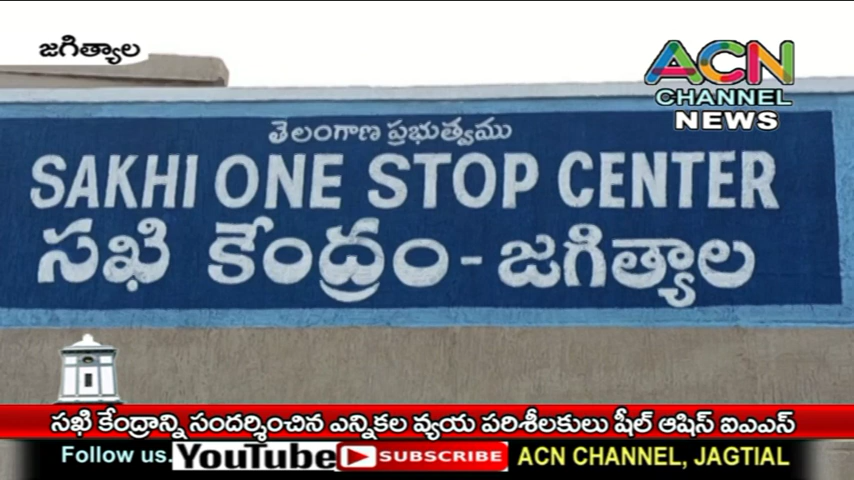 జగిత్యాల
ACN
CHANNEL
NEWS
తెలంగాణ ప్రభుత్వము
SAKHI ONE STOP CENTER
సఖి కేంద్రం - జగిత్యాల
సఖి కేంద్రాన్ని సందర్శించిన ఎన్నికల వ్యయ పరిశీలకులు షీల్ ఆషిస్ ఐఎఎస్
Follow us. YouTube SUBSCRIBE ACN CHANNEL, JAGTIAL